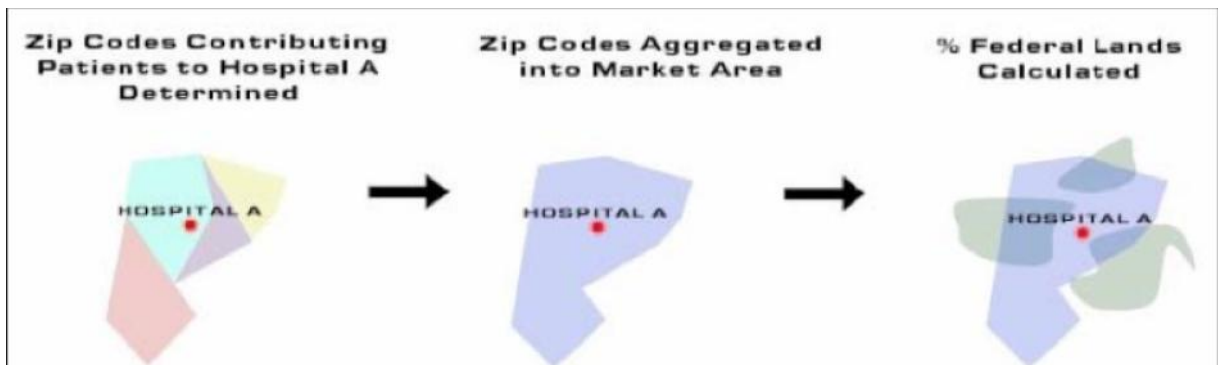 Zip Codes Contributing
Patients to Hospital A
Determined
Zip Codes Aggregated
into Market Area
% Federal Lands
Calculated
HOSPITAL A
HOSPITAL A
HOSPITAL A